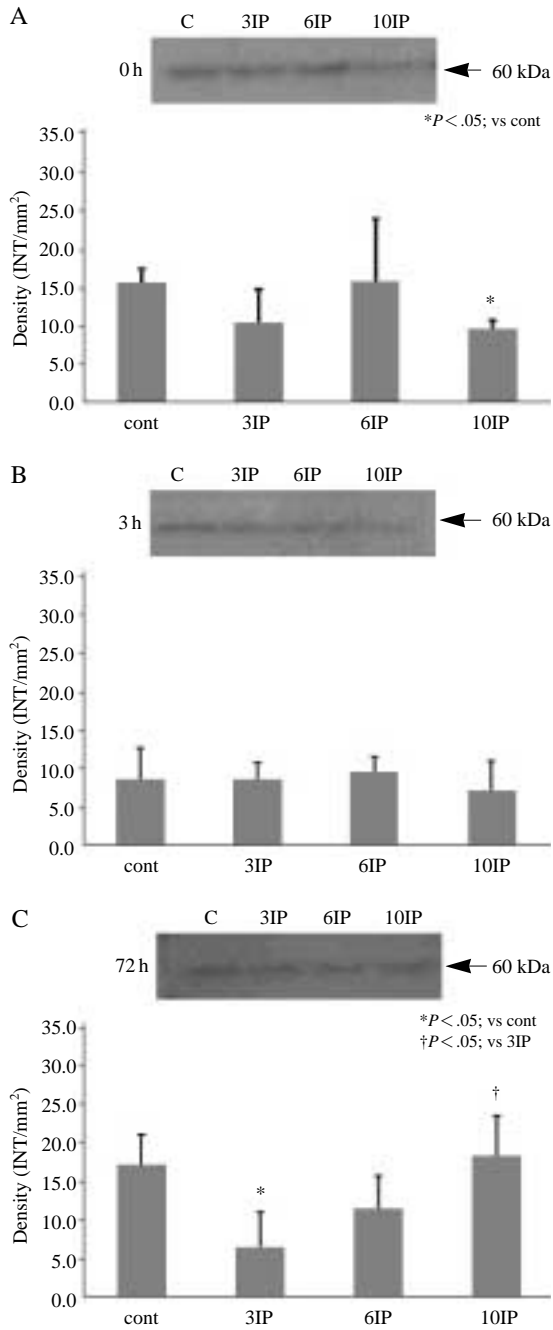 A
C 3IP 6IP 10IP
0 h
60 kDa
*P < .05; vs cont
Density (INT/mm²)
35.0
30.0
25.0
20.0
15.0
10.0
5.0
0.0
*
cont 3IP 6IP 10IP
B
C 3IP 6IP 10IP
3 h
60 kDa
Density (INT/mm²)
35.0
30.0
25.0
20.0
15.0
10.0
5.0
0.0
cont 3IP 6IP 10IP
C
C 3IP 6IP 10IP
72 h
60 kDa
*P < .05; vs cont
†P < .05; vs 3IP
Density (INT/mm²)
35.0
30.0
25.0
20.0
15.0
10.0
5.0
0.0
*
†
cont 3IP 6IP 10IP